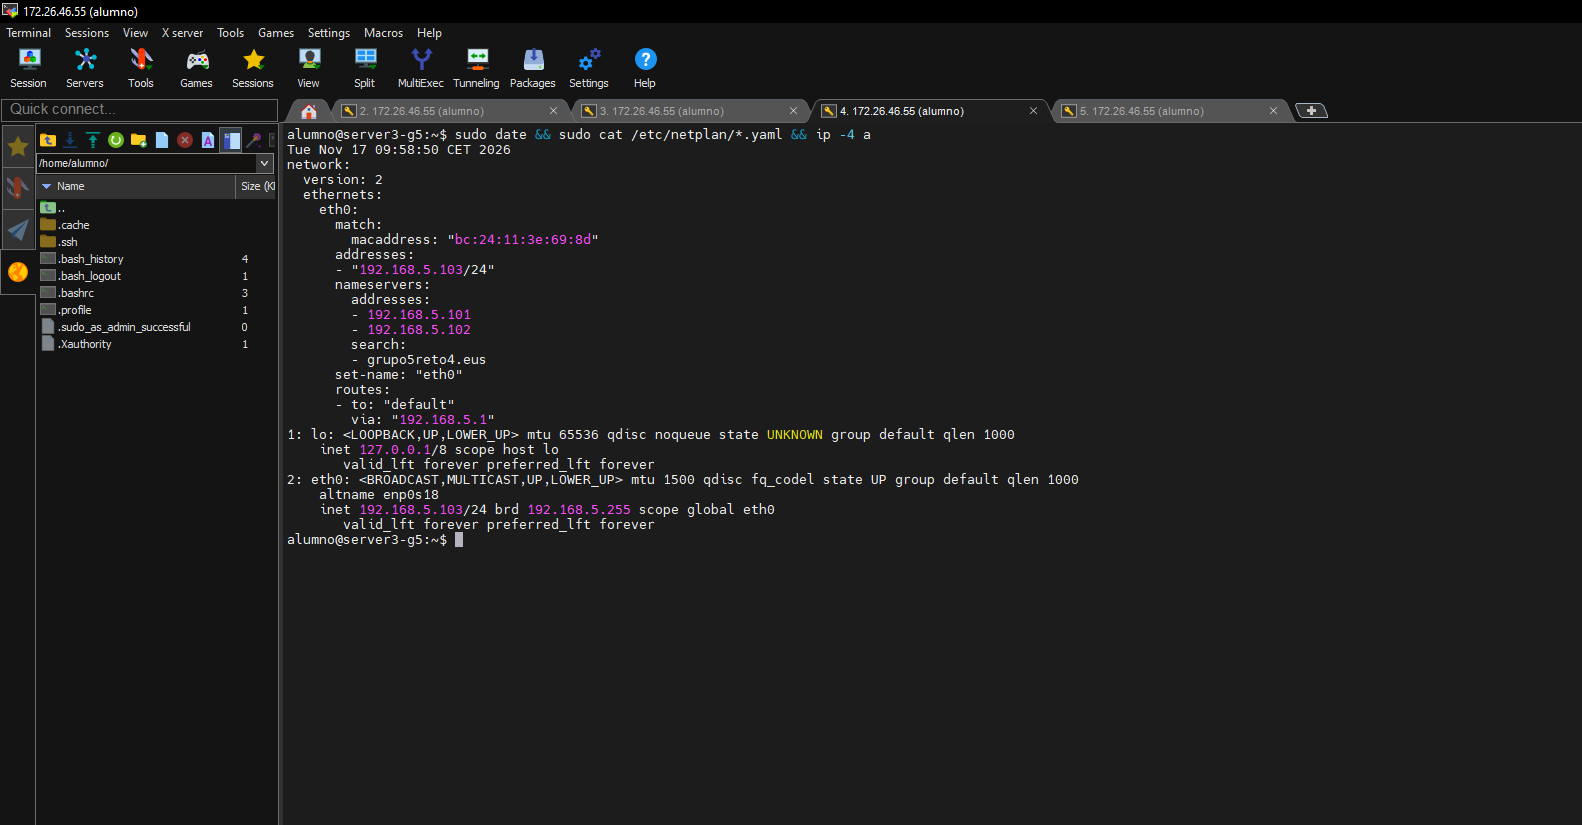 172.26.46.55 (alumno)
Terminal Sessions View X server Tools Games Settings Macros Help
Session Servers Tools Games Sessions View Split MultiExec Tunneling Packages Settings Help
Quick connect...
2. 172.26.46.55 (alumno)
3. 172.26.46.55 (alumno)
4. 172.26.46.55 (alumno)
5. 172.26.46.55 (alumno)
/home/alumno/
Name Size (K
..
.cache
.ssh
.bash_history 4
.bash_logout 1
.bashrc 3
.profile 1
.sudo_as_admin_successful 0
.Xauthority 1
alumno@server3-g5:~$ sudo date && sudo cat /etc/netplan/*.yaml && ip -4 a
Tue Nov 17 09:58:50 CET 2026
network:
  version: 2
  ethernets:
    eth0:
      match:
        macaddress: "bc:24:11:3e:69:8d"
      addresses:
      - "192.168.5.103/24"
      nameservers:
        addresses:
        - 192.168.5.101
        - 192.168.5.102
        search:
        - grupo5reto4.eus
      set-name: "eth0"
      routes:
      - to: "default"
        via: "192.168.5.1"
1: lo: <LOOPBACK,UP,LOWER_UP> mtu 65536 qdisc noqueue state UNKNOWN group default qlen 1000
    inet 127.0.0.1/8 scope host lo
       valid_lft forever preferred_lft forever
2: eth0: <BROADCAST,MULTICAST,UP,LOWER_UP> mtu 1500 qdisc fq_codel state UP group default qlen 1000
    altname enp0s18
    inet 192.168.5.103/24 brd 192.168.5.255 scope global eth0
       valid_lft forever preferred_lft forever
alumno@server3-g5:~$